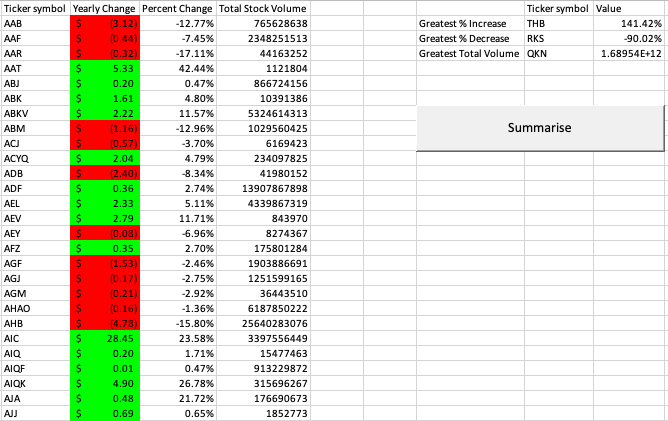 Ticker symbol Yearly Change Percent Change Total Stock Volume Ticker symbol Value
AAB $ (3.12) -12.77% 765628638 Greatest % Increase THB 141.42%
AAF $ (0.44) -7.45% 2348251513 Greatest % Decrease RKS -90.02%
AAR $ (0.32) -17.11% 44163252 Greatest Total Volume QKN 1.68954E+12
AAT $ 5.33 42.44% 1121804
ABJ $ 0.20 0.47% 866724156
ABK $ 1.61 4.80% 10391386
ABKV $ 2.22 11.57% 5324614313
ABM $ (1.16) -12.96% 1029560425
Summarise
ACJ $ (0.57) -3.70% 6169423
ACYQ $ 2.04 4.79% 234097825
ADB $ (2.40) -8.34% 41980152
ADF $ 0.36 2.74% 13907867898
AEL $ 2.33 5.11% 4339867319
AEV $ 2.79 11.71% 843970
AEY $ (0.08) -6.96% 8274367
AFZ $ 0.35 2.70% 175801284
AGF $ (1.53) -2.46% 1903886691
AGJ $ (0.17) -2.75% 1251599165
AGM $ (0.21) -2.92% 36443510
AHAO $ (0.16) -1.36% 6187850222
AHB $ (4.78) -15.80% 25640283076
AIC $ 28.45 23.58% 3397556449
AIQ $ 0.20 1.71% 15477463
AIQF $ 0.01 0.47% 913229872
AIQK $ 4.90 26.78% 315696267
AJA $ 0.48 21.72% 176690673
AJJ $ 0.69 0.65% 1852773